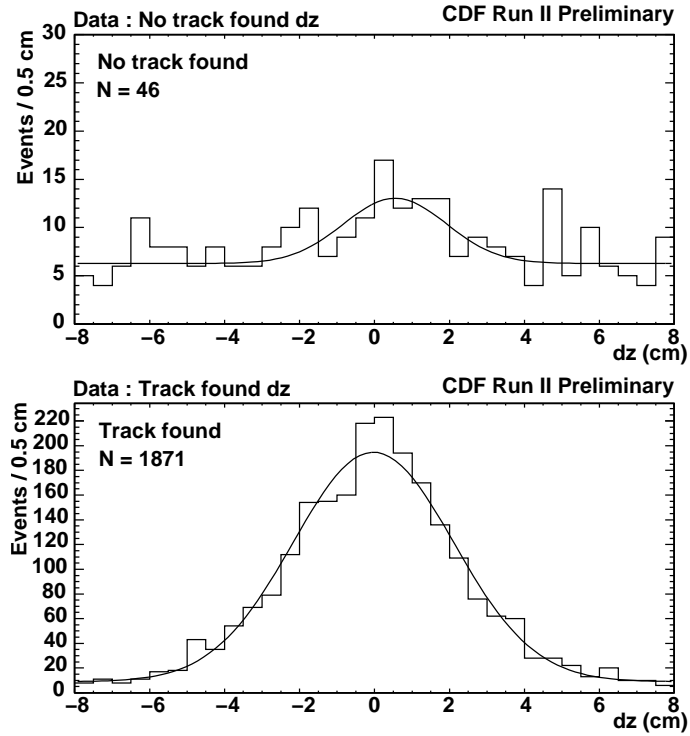 Data : No track found dz
CDF Run II Preliminary
Events / 0.5 cm
30
25
20
15
10
5
0
No track found
N = 46
−8 −6 −4 −2 0 2 4 6 8
dz (cm)
Data : Track found dz
CDF Run II Preliminary
Events / 0.5 cm
220
200
180
160
140
120
100
80
60
40
20
0
Track found
N = 1871
−8 −6 −4 −2 0 2 4 6 8
dz (cm)